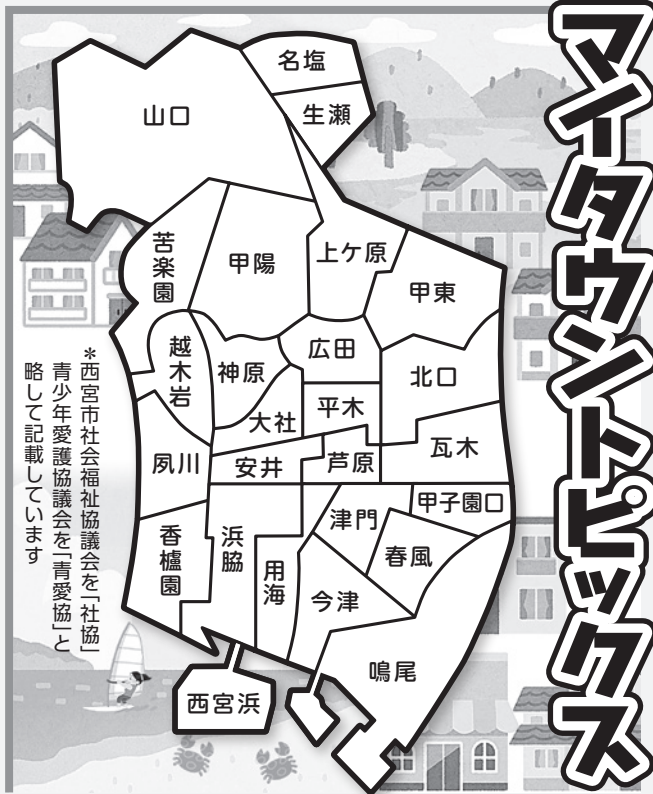 マイタウントピックス
名塩
生瀬
山口
苦楽園
甲陽
上ケ原
甲東
越木岩
神原
広田
北口
大社
平木
夙川
安井
芦原
瓦木
香櫨園
浜脇
用海
津門
甲子園口
春風
今津
鳴尾
西宮浜
＊西宮市社会福祉協議会を「社協」
青少年愛護協議会を「青愛協」と
略して記載しています